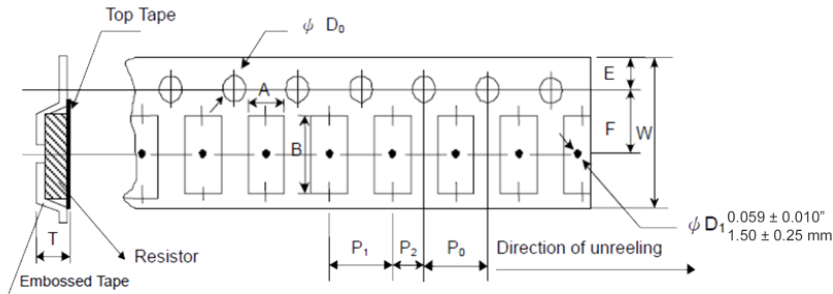 Top Tape
ϕ D₀
A
E
F
W
B
ϕ D₁ 0.059 ± 0.010"
1.50 ± 0.25 mm
T
Resistor
P₁
P₂
P₀
Direction of unreeling
Embossed Tape